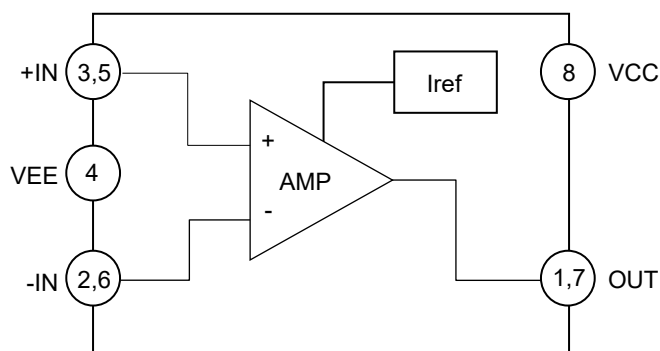 +IN 3,5
Iref
8 VCC
+
VEE 4
AMP
-
-IN 2,6
1,7 OUT